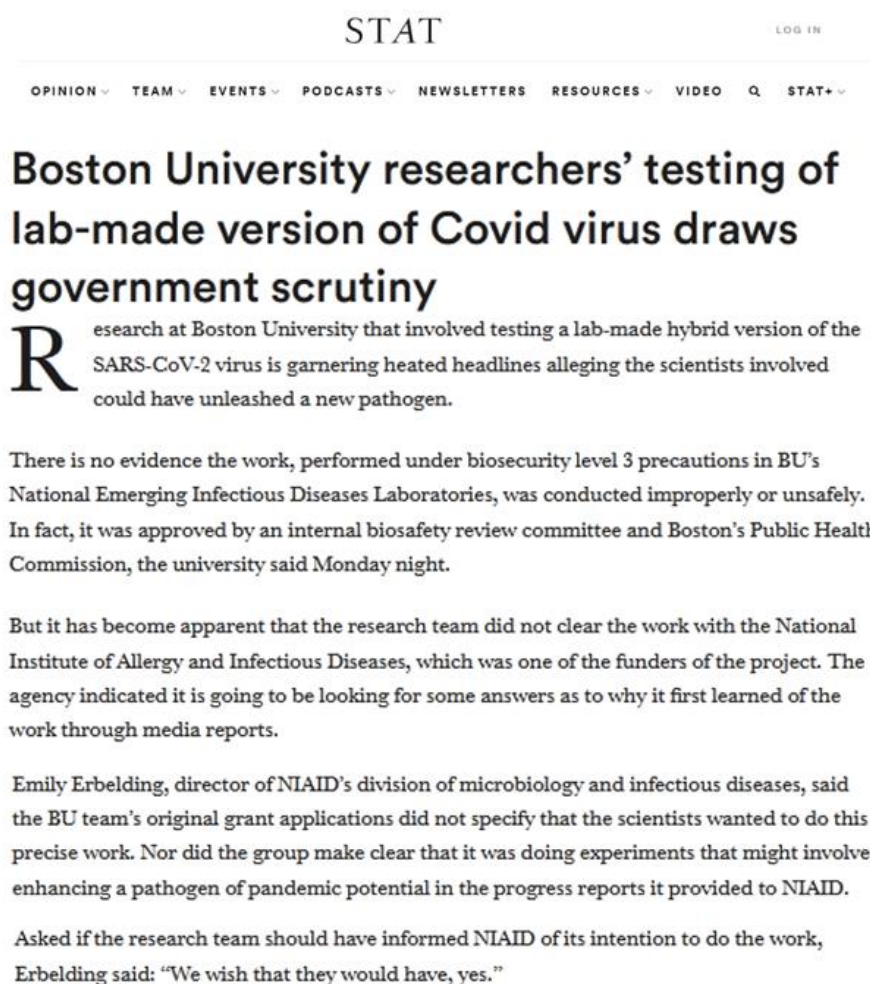 STAT
LOG IN
OPINION TEAM EVENTS PODCASTS NEWSLETTERS RESOURCES VIDEO STAT+
Boston University researchers’ testing of
lab-made version of Covid virus draws
government scrutiny
Research at Boston University that involved testing a lab-made hybrid version of the
SARS-CoV-2 virus is garnering heated headlines alleging the scientists involved
could have unleashed a new pathogen.
There is no evidence the work, performed under biosecurity level 3 precautions in BU’s
National Emerging Infectious Diseases Laboratories, was conducted improperly or unsafely.
In fact, it was approved by an internal biosafety review committee and Boston’s Public Health
Commission, the university said Monday night.
But it has become apparent that the research team did not clear the work with the National
Institute of Allergy and Infectious Diseases, which was one of the funders of the project. The
agency indicated it is going to be looking for some answers as to why it first learned of the
work through media reports.
Emily Erbelding, director of NIAID’s division of microbiology and infectious diseases, said
the BU team’s original grant applications did not specify that the scientists wanted to do this
precise work. Nor did the group make clear that it was doing experiments that might involve
enhancing a pathogen of pandemic potential in the progress reports it provided to NIAID.
Asked if the research team should have informed NIAID of its intention to do the work,
Erbelding said: “We wish that they would have, yes.”